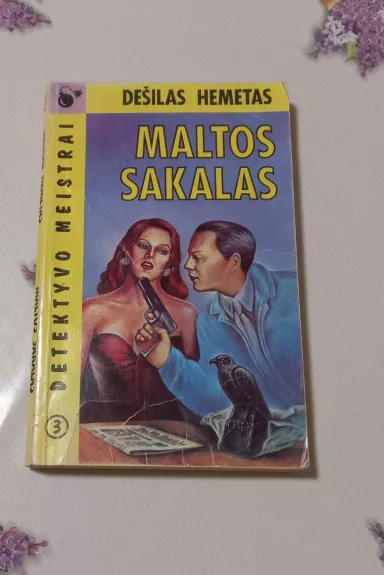 DEŠILAS HEMETAS
MALTOS
SAKALAS
DETEKTYVO MEISTRAI
3